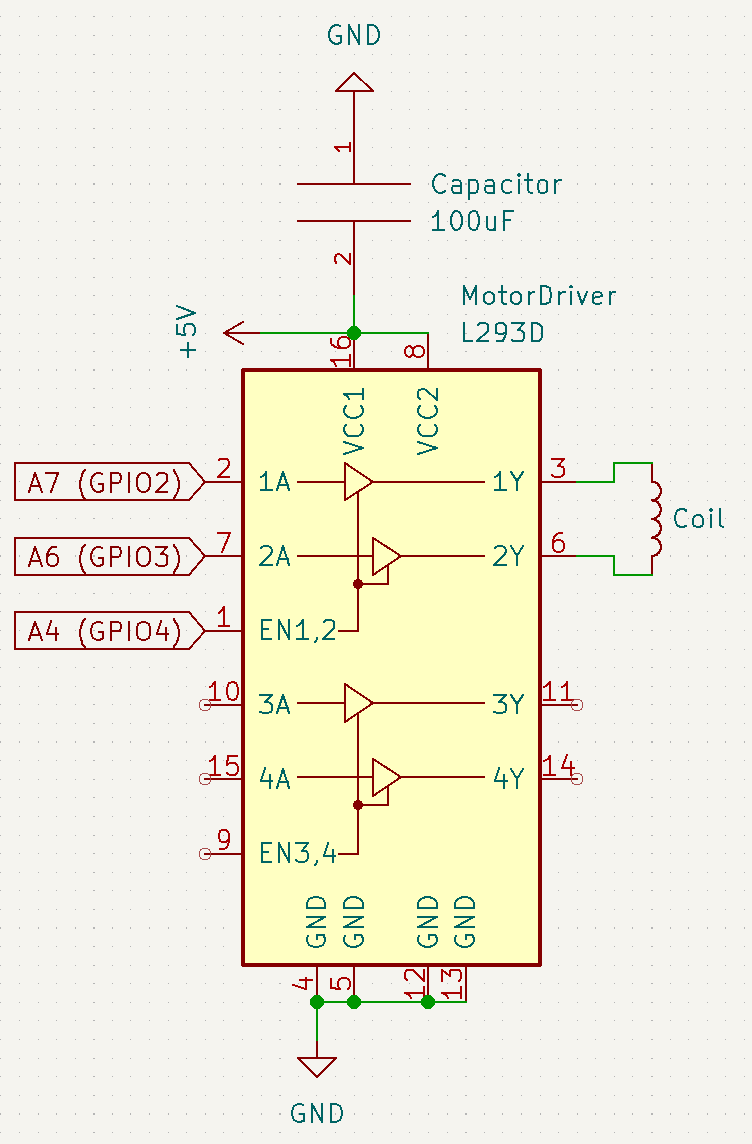 GND
1
Capacitor
100uF
2
MotorDriver
L293D
+5V
16
8
VCC1
VCC2
A7 (GPIO2)
2
1A
1Y
3
Coil
A6 (GPIO3)
7
2A
2Y
6
A4 (GPIO4)
1
EN1,2
10
3A
3Y
11
15
4A
4Y
14
9
EN3,4
GND
GND
GND
GND
4
5
12
13
GND